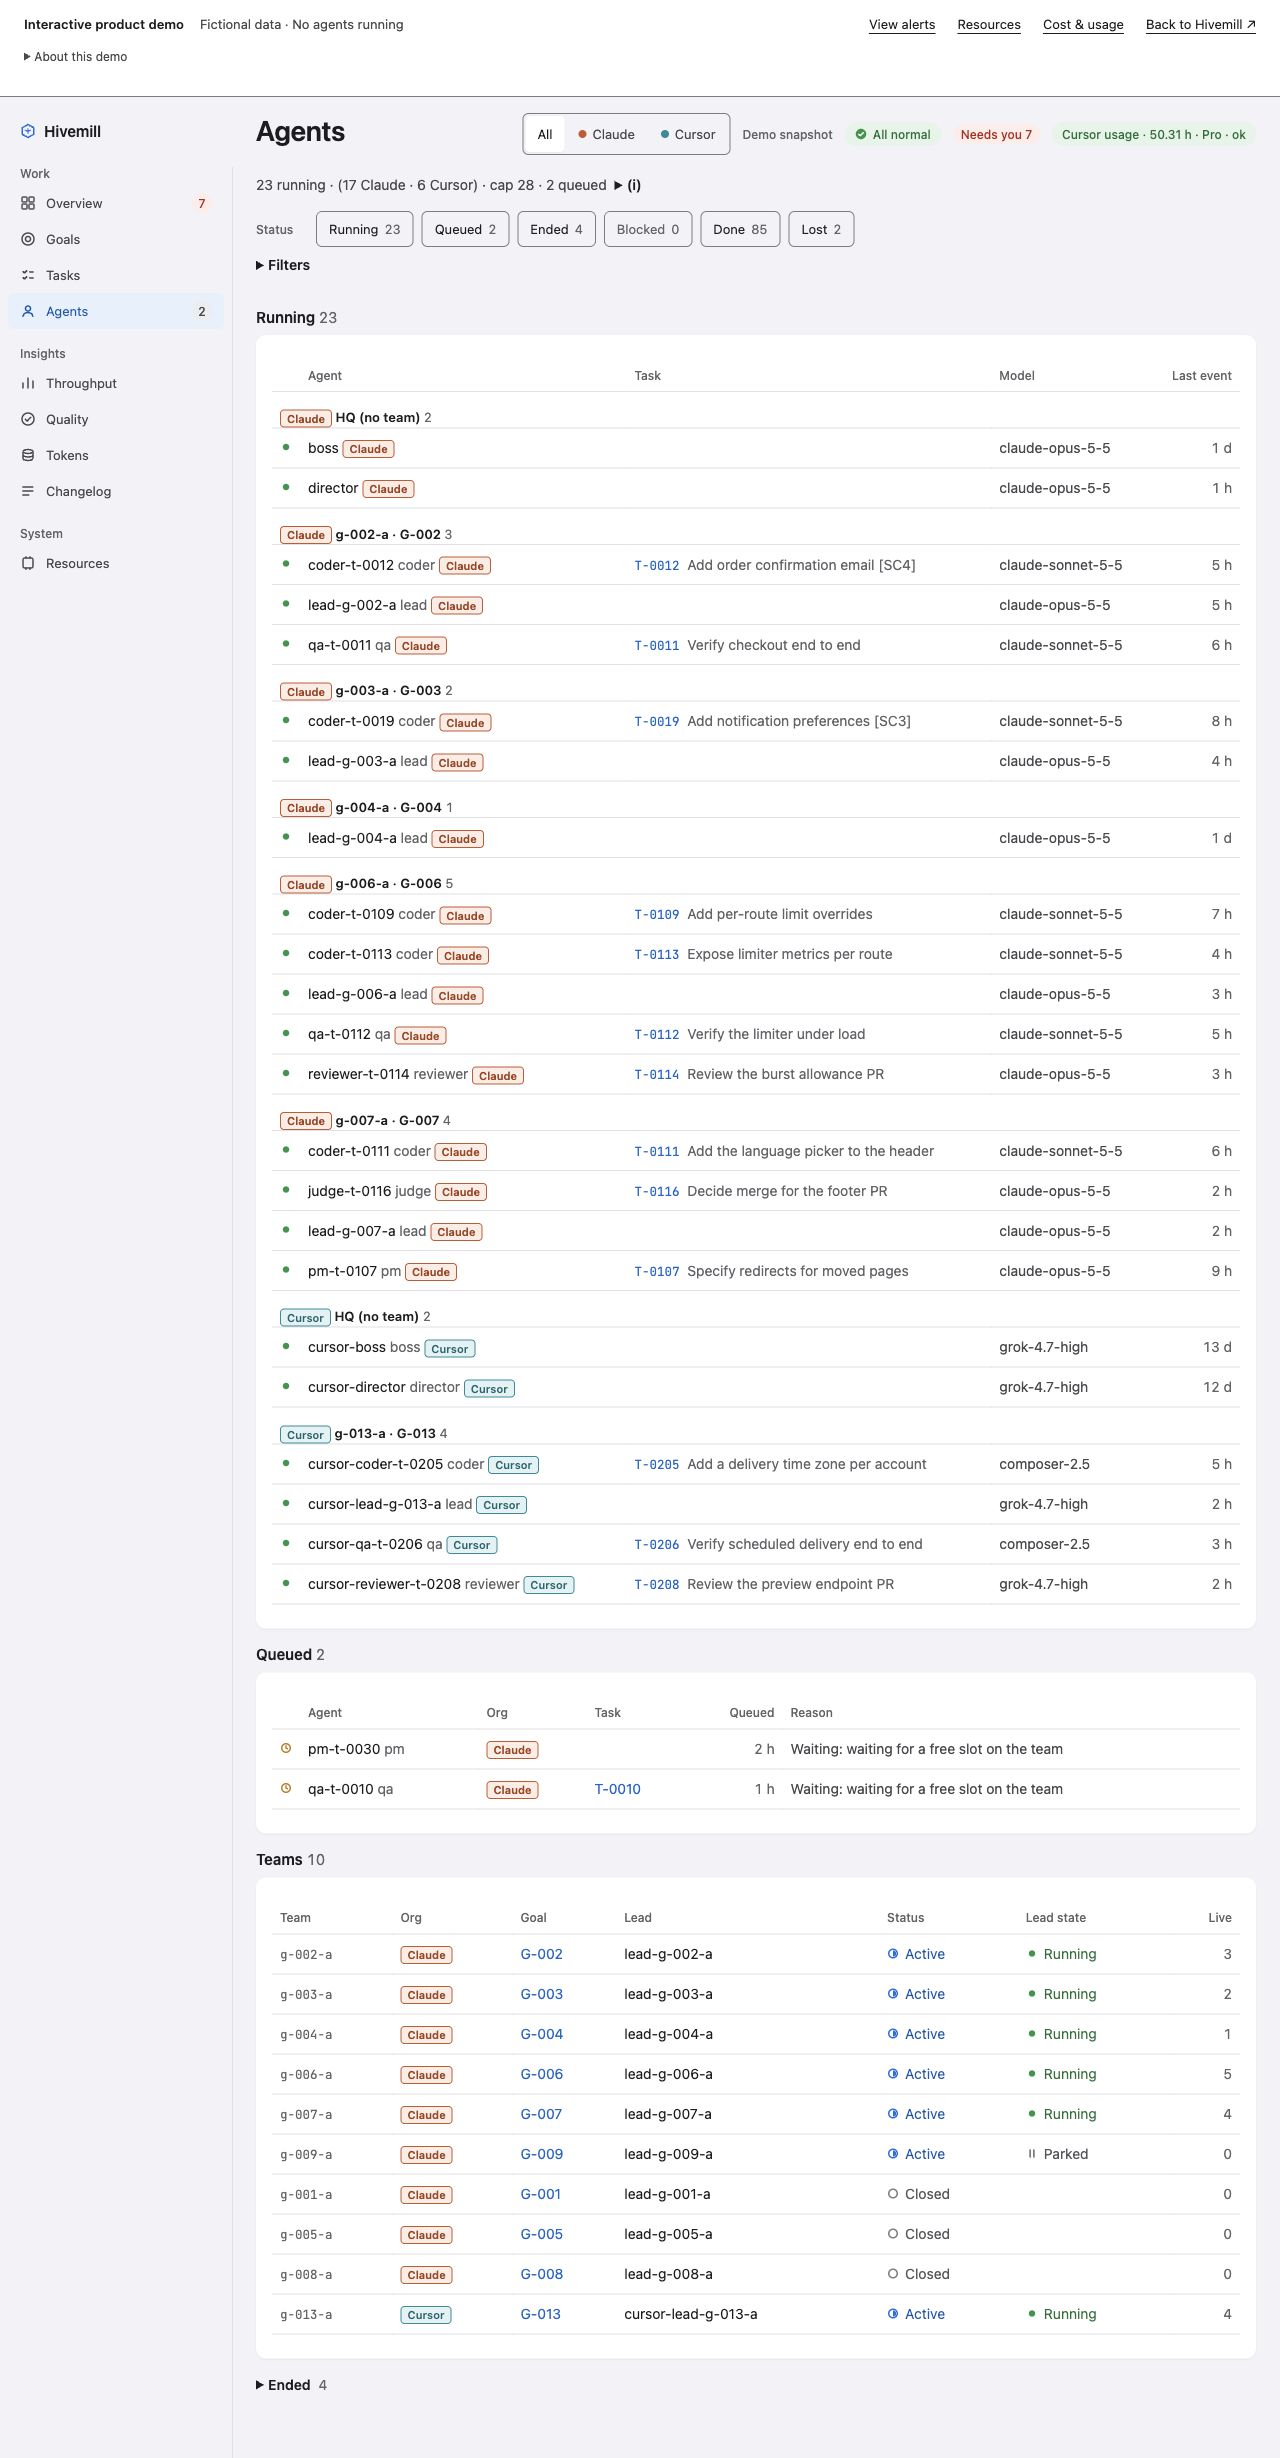 Interactive product demo Fictional data · No agents running View alerts Resources Cost & usage Back to Hivemill ↗
▶ About this demo
Hivemill
Work
Overview 7
Goals
Tasks
Agents 2
Insights
Throughput
Quality
Tokens
Changelog
System
Resources
Agents All Claude Cursor Demo snapshot All normal Needs you 7 Cursor usage · 50.31 h · Pro · ok
23 running · (17 Claude · 6 Cursor) · cap 28 · 2 queued ▶ (i)
Status Running 23 Queued 2 Ended 4 Blocked 0 Done 85 Lost 2
▶ Filters
Running 23
Agent Task Model Last event
Claude HQ (no team) 2
boss Claude claude-opus-5-5 1 d
director Claude claude-opus-5-5 1 h
Claude g-002-a · G-002 3
coder-t-0012 coder Claude T-0012 Add order confirmation email [SC4] claude-sonnet-5-5 5 h
lead-g-002-a lead Claude claude-opus-5-5 5 h
qa-t-0011 qa Claude T-0011 Verify checkout end to end claude-sonnet-5-5 6 h
Claude g-003-a · G-003 2
coder-t-0019 coder Claude T-0019 Add notification preferences [SC3] claude-sonnet-5-5 8 h
lead-g-003-a lead Claude claude-opus-5-5 4 h
Claude g-004-a · G-004 1
lead-g-004-a lead Claude claude-opus-5-5 1 d
Claude g-006-a · G-006 5
coder-t-0109 coder Claude T-0109 Add per-route limit overrides claude-sonnet-5-5 7 h
coder-t-0113 coder Claude T-0113 Expose limiter metrics per route claude-sonnet-5-5 4 h
lead-g-006-a lead Claude claude-opus-5-5 3 h
qa-t-0112 qa Claude T-0112 Verify the limiter under load claude-sonnet-5-5 5 h
reviewer-t-0114 reviewer Claude T-0114 Review the burst allowance PR claude-opus-5-5 3 h
Claude g-007-a · G-007 4
coder-t-0111 coder Claude T-0111 Add the language picker to the header claude-sonnet-5-5 6 h
judge-t-0116 judge Claude T-0116 Decide merge for the footer PR claude-opus-5-5 2 h
lead-g-007-a lead Claude claude-opus-5-5 2 h
pm-t-0107 pm Claude T-0107 Specify redirects for moved pages claude-opus-5-5 9 h
Cursor HQ (no team) 2
cursor-boss boss Cursor grok-4.7-high 13 d
cursor-director director Cursor grok-4.7-high 12 d
Cursor g-013-a · G-013 4
cursor-coder-t-0205 coder Cursor T-0205 Add a delivery time zone per account composer-2.5 5 h
cursor-lead-g-013-a lead Cursor grok-4.7-high 2 h
cursor-qa-t-0206 qa Cursor T-0206 Verify scheduled delivery end to end composer-2.5 3 h
cursor-reviewer-t-0208 reviewer Cursor T-0208 Review the preview endpoint PR grok-4.7-high 2 h
Queued 2
Agent Org Task Queued Reason
pm-t-0030 pm Claude 2 h Waiting: waiting for a free slot on the team
qa-t-0010 qa Claude T-0010 1 h Waiting: waiting for a free slot on the team
Teams 10
Team Org Goal Lead Status Lead state Live
g-002-a Claude G-002 lead-g-002-a Active Running 3
g-003-a Claude G-003 lead-g-003-a Active Running 2
g-004-a Claude G-004 lead-g-004-a Active Running 1
g-006-a Claude G-006 lead-g-006-a Active Running 5
g-007-a Claude G-007 lead-g-007-a Active Running 4
g-009-a Claude G-009 lead-g-009-a Active Parked 0
g-001-a Claude G-001 lead-g-001-a Closed 0
g-005-a Claude G-005 lead-g-005-a Closed 0
g-008-a Claude G-008 lead-g-008-a Closed 0
g-013-a Cursor G-013 cursor-lead-g-013-a Active Running 4
▶ Ended 4